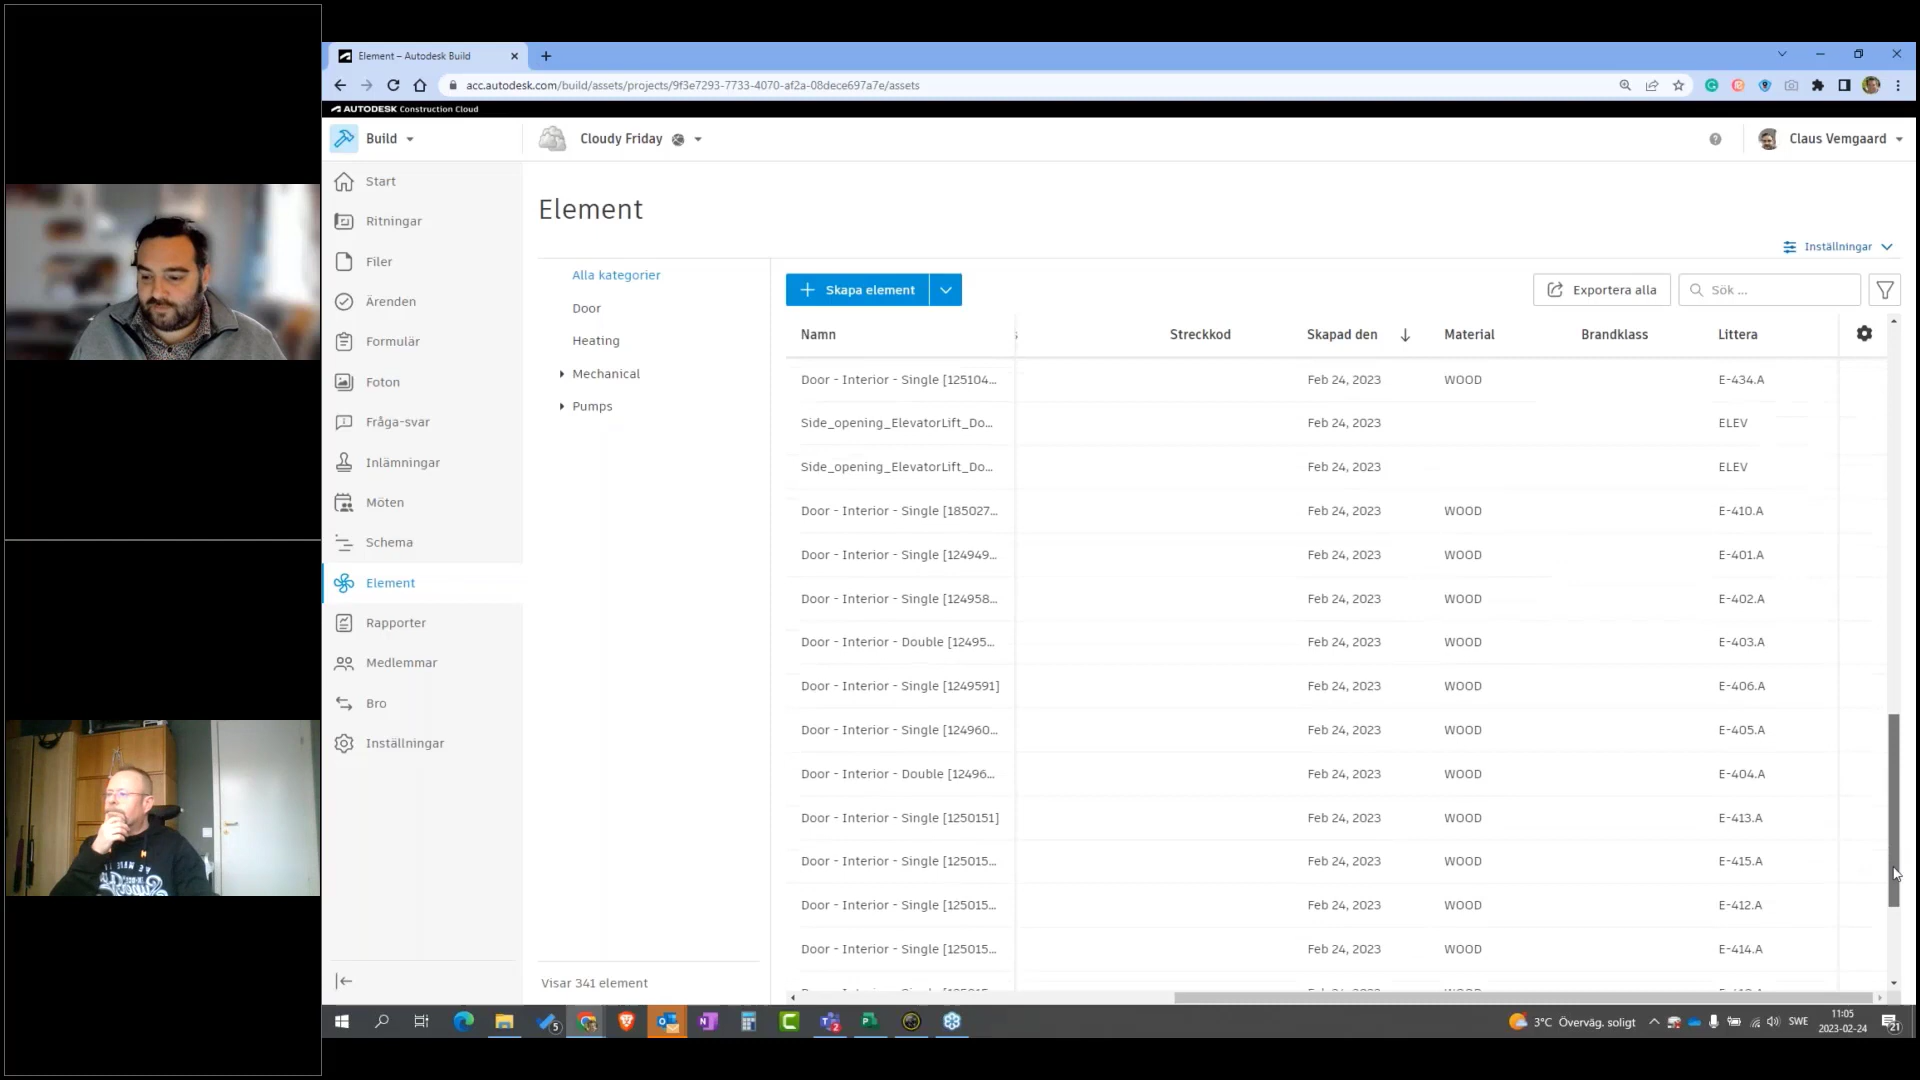 Element – Autodesk Build
acc.autodesk.com/build/assets/projects/9f3e7293-7733-4070-af2a-08dece697a7e/assets
AUTODESK Construction Cloud
Build
Cloudy Friday
Claus Vemgaard
Start
Ritningar
Filer
Ärenden
Formulär
Foton
Fråga-svar
Inlämningar
Möten
Schema
Element
Rapporter
Medlemmar
Bro
Inställningar
Element
Inställningar
Alla kategorier
Door
Heating
Mechanical
Pumps
Visar 341 element
Skapa element
Exportera alla
Sök ...
Namn Streckkod Skapad den Material Brandklass Littera
Door - Interior - Single [125104... Feb 24, 2023 WOOD E-434.A
Side_opening_ElevatorLift_Do... Feb 24, 2023 ELEV
Side_opening_ElevatorLift_Do... Feb 24, 2023 ELEV
Door - Interior - Single [185027... Feb 24, 2023 WOOD E-410.A
Door - Interior - Single [124949... Feb 24, 2023 WOOD E-401.A
Door - Interior - Single [124958... Feb 24, 2023 WOOD E-402.A
Door - Interior - Double [12495... Feb 24, 2023 WOOD E-403.A
Door - Interior - Single [1249591] Feb 24, 2023 WOOD E-406.A
Door - Interior - Single [124960... Feb 24, 2023 WOOD E-405.A
Door - Interior - Double [12496... Feb 24, 2023 WOOD E-404.A
Door - Interior - Single [1250151] Feb 24, 2023 WOOD E-413.A
Door - Interior - Single [125015... Feb 24, 2023 WOOD E-415.A
Door - Interior - Single [125015... Feb 24, 2023 WOOD E-412.A
Door - Interior - Single [125015... Feb 24, 2023 WOOD E-414.A
3°C Överväg. soligt
SWE
11:05
2023-02-24
21